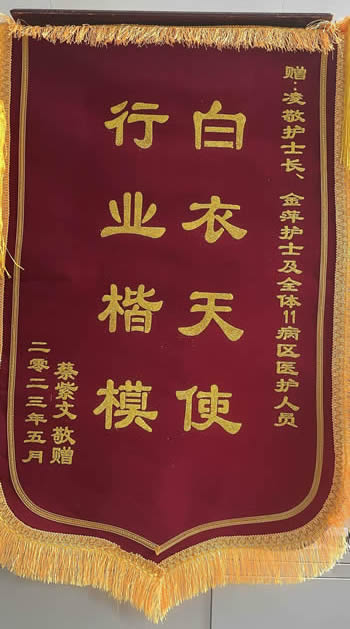 赠:凌敬护士长、金萍护士及全体11病区医护人员
白衣天使
行业楷模
蔡紫文 敬赠
二零二三年五月